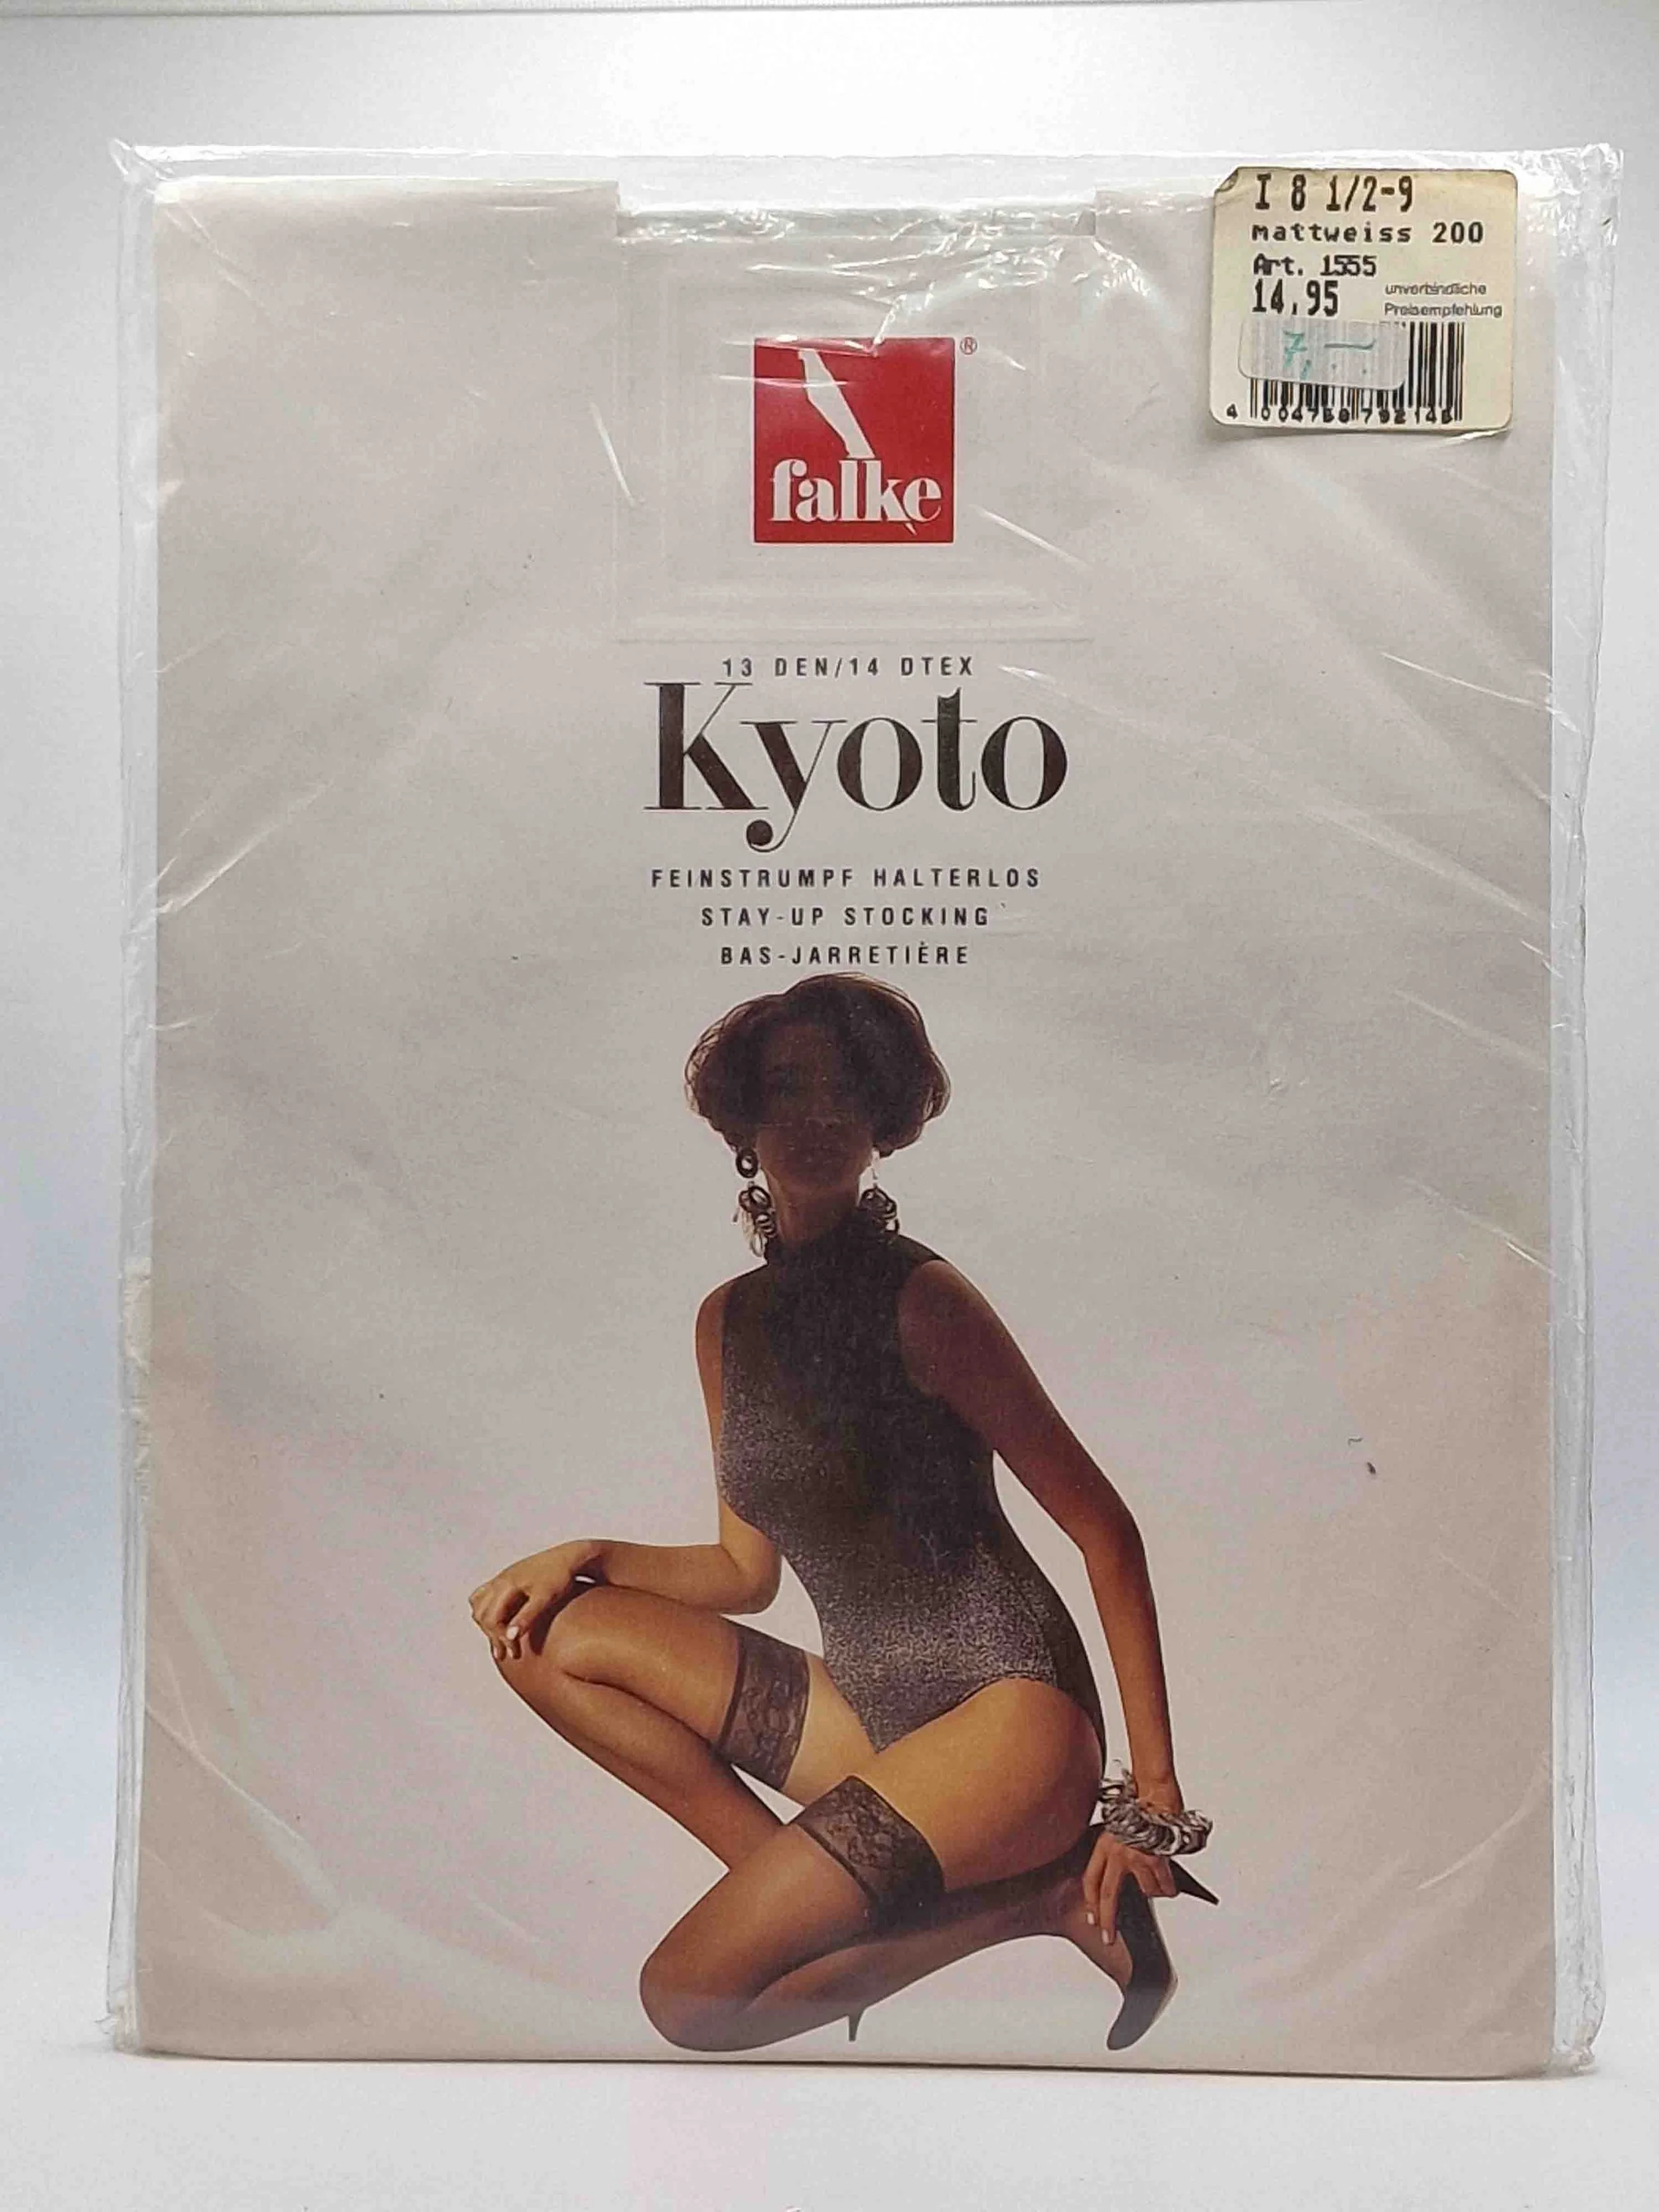 I 8 1/2-9
mattweiss 200
Art. 1555
14,95
unverbindliche
Preisempfehlung
7,—
falke
®
13 DEN/14 DTEX
Kyoto
FEINSTRUMPF HALTERLOS
STAY-UP STOCKING
BAS-JARRETIÈRE